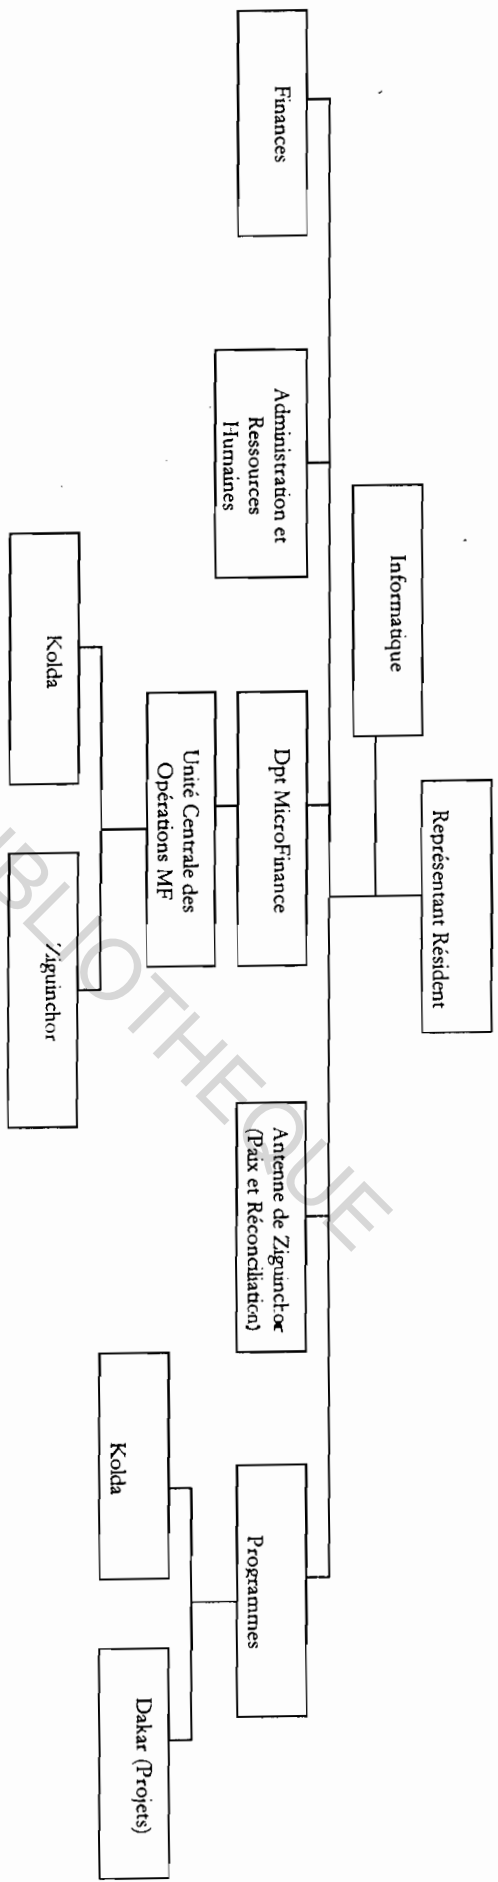 Représentant Résident
Informatique
Finances
Administration et
Ressources
Humaines
Dpt MicroFinance
Antenne de Ziguinchor
(Paix et Réconciliation)
Programmes
Unité Centrale des
Opérations MF
Kolda
Ziguinchor
Kolda
Dakar (Projets)
BLIOTHEQUE